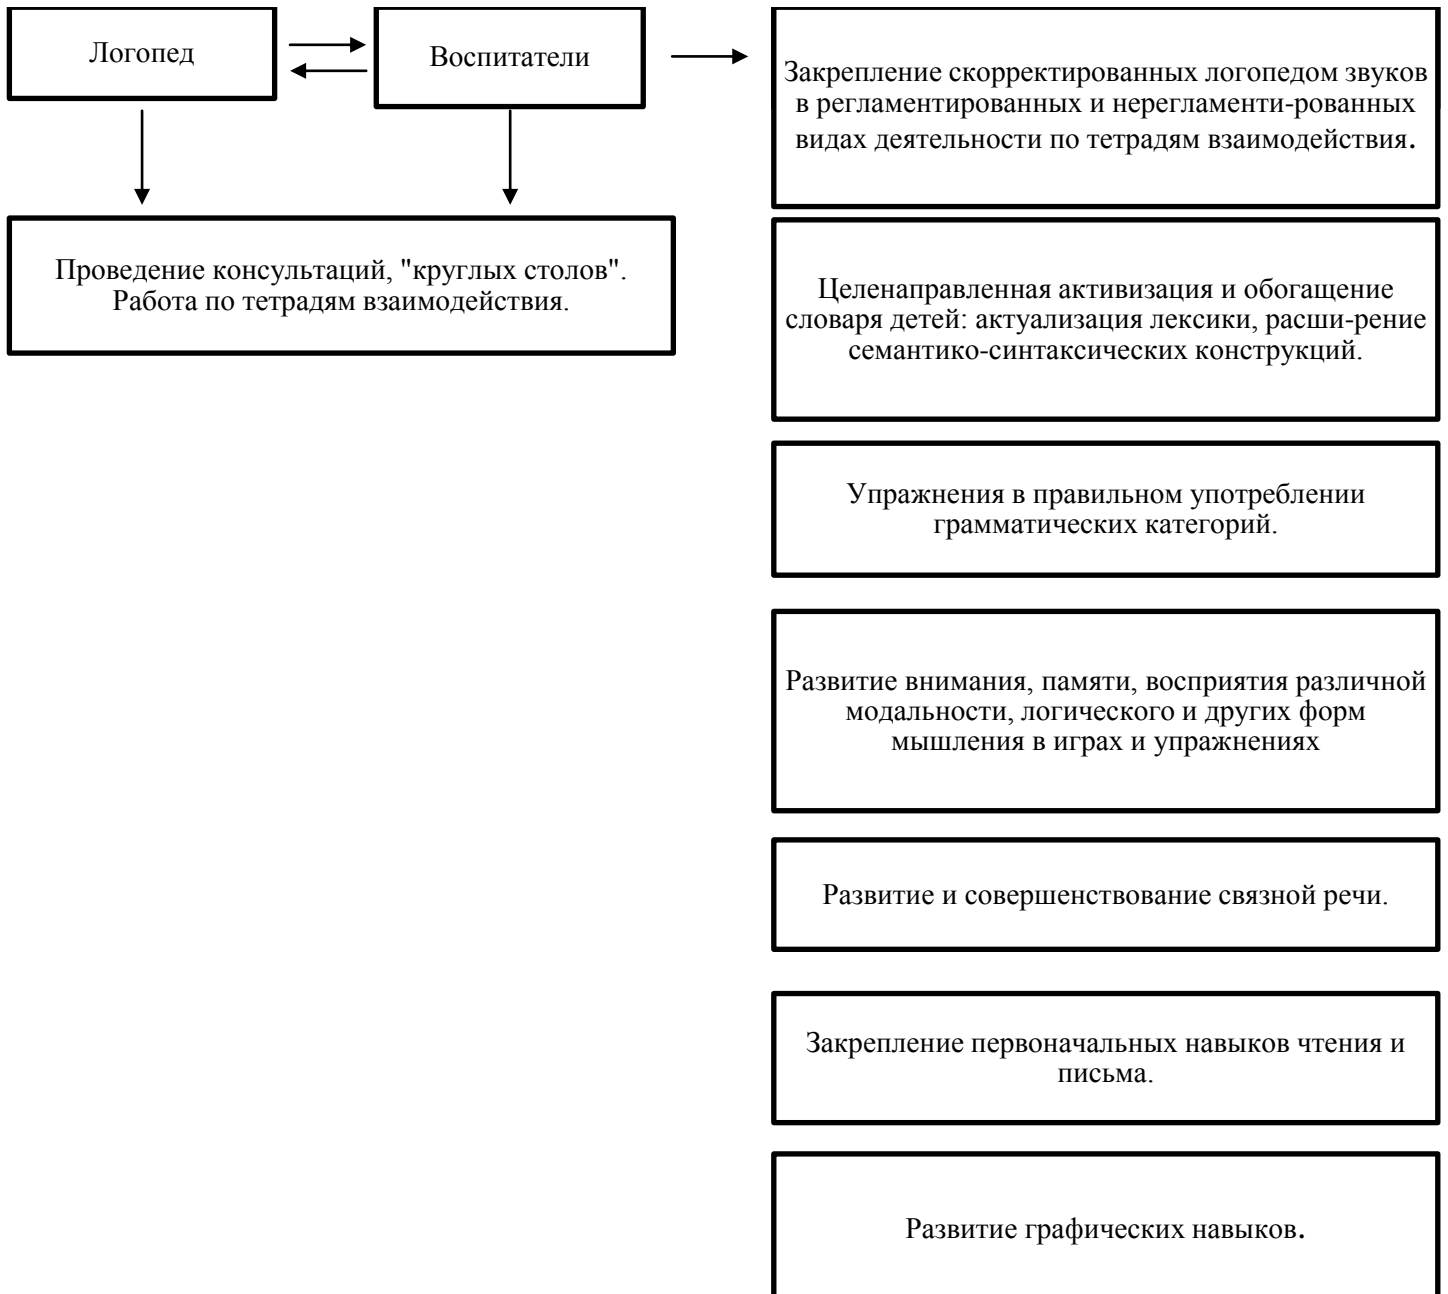 Логопед
Воспитатели
Закрепление скорректированных логопедом звуков
в регламентированных и нерегламенти-рованных
видах деятельности по тетрадям взаимодействия.
Проведение консультаций, "круглых столов".
Работа по тетрадям взаимодействия.
Целенаправленная активизация и обогащение
словаря детей: актуализация лексики, расши-рение
семантико-синтаксических конструкций.
Упражнения в правильном употреблении
грамматических категорий.
Развитие внимания, памяти, восприятия различной
модальности, логического и других форм
мышления в играх и упражнениях
Развитие и совершенствование связной речи.
Закрепление первоначальных навыков чтения и
письма.
Развитие графических навыков.